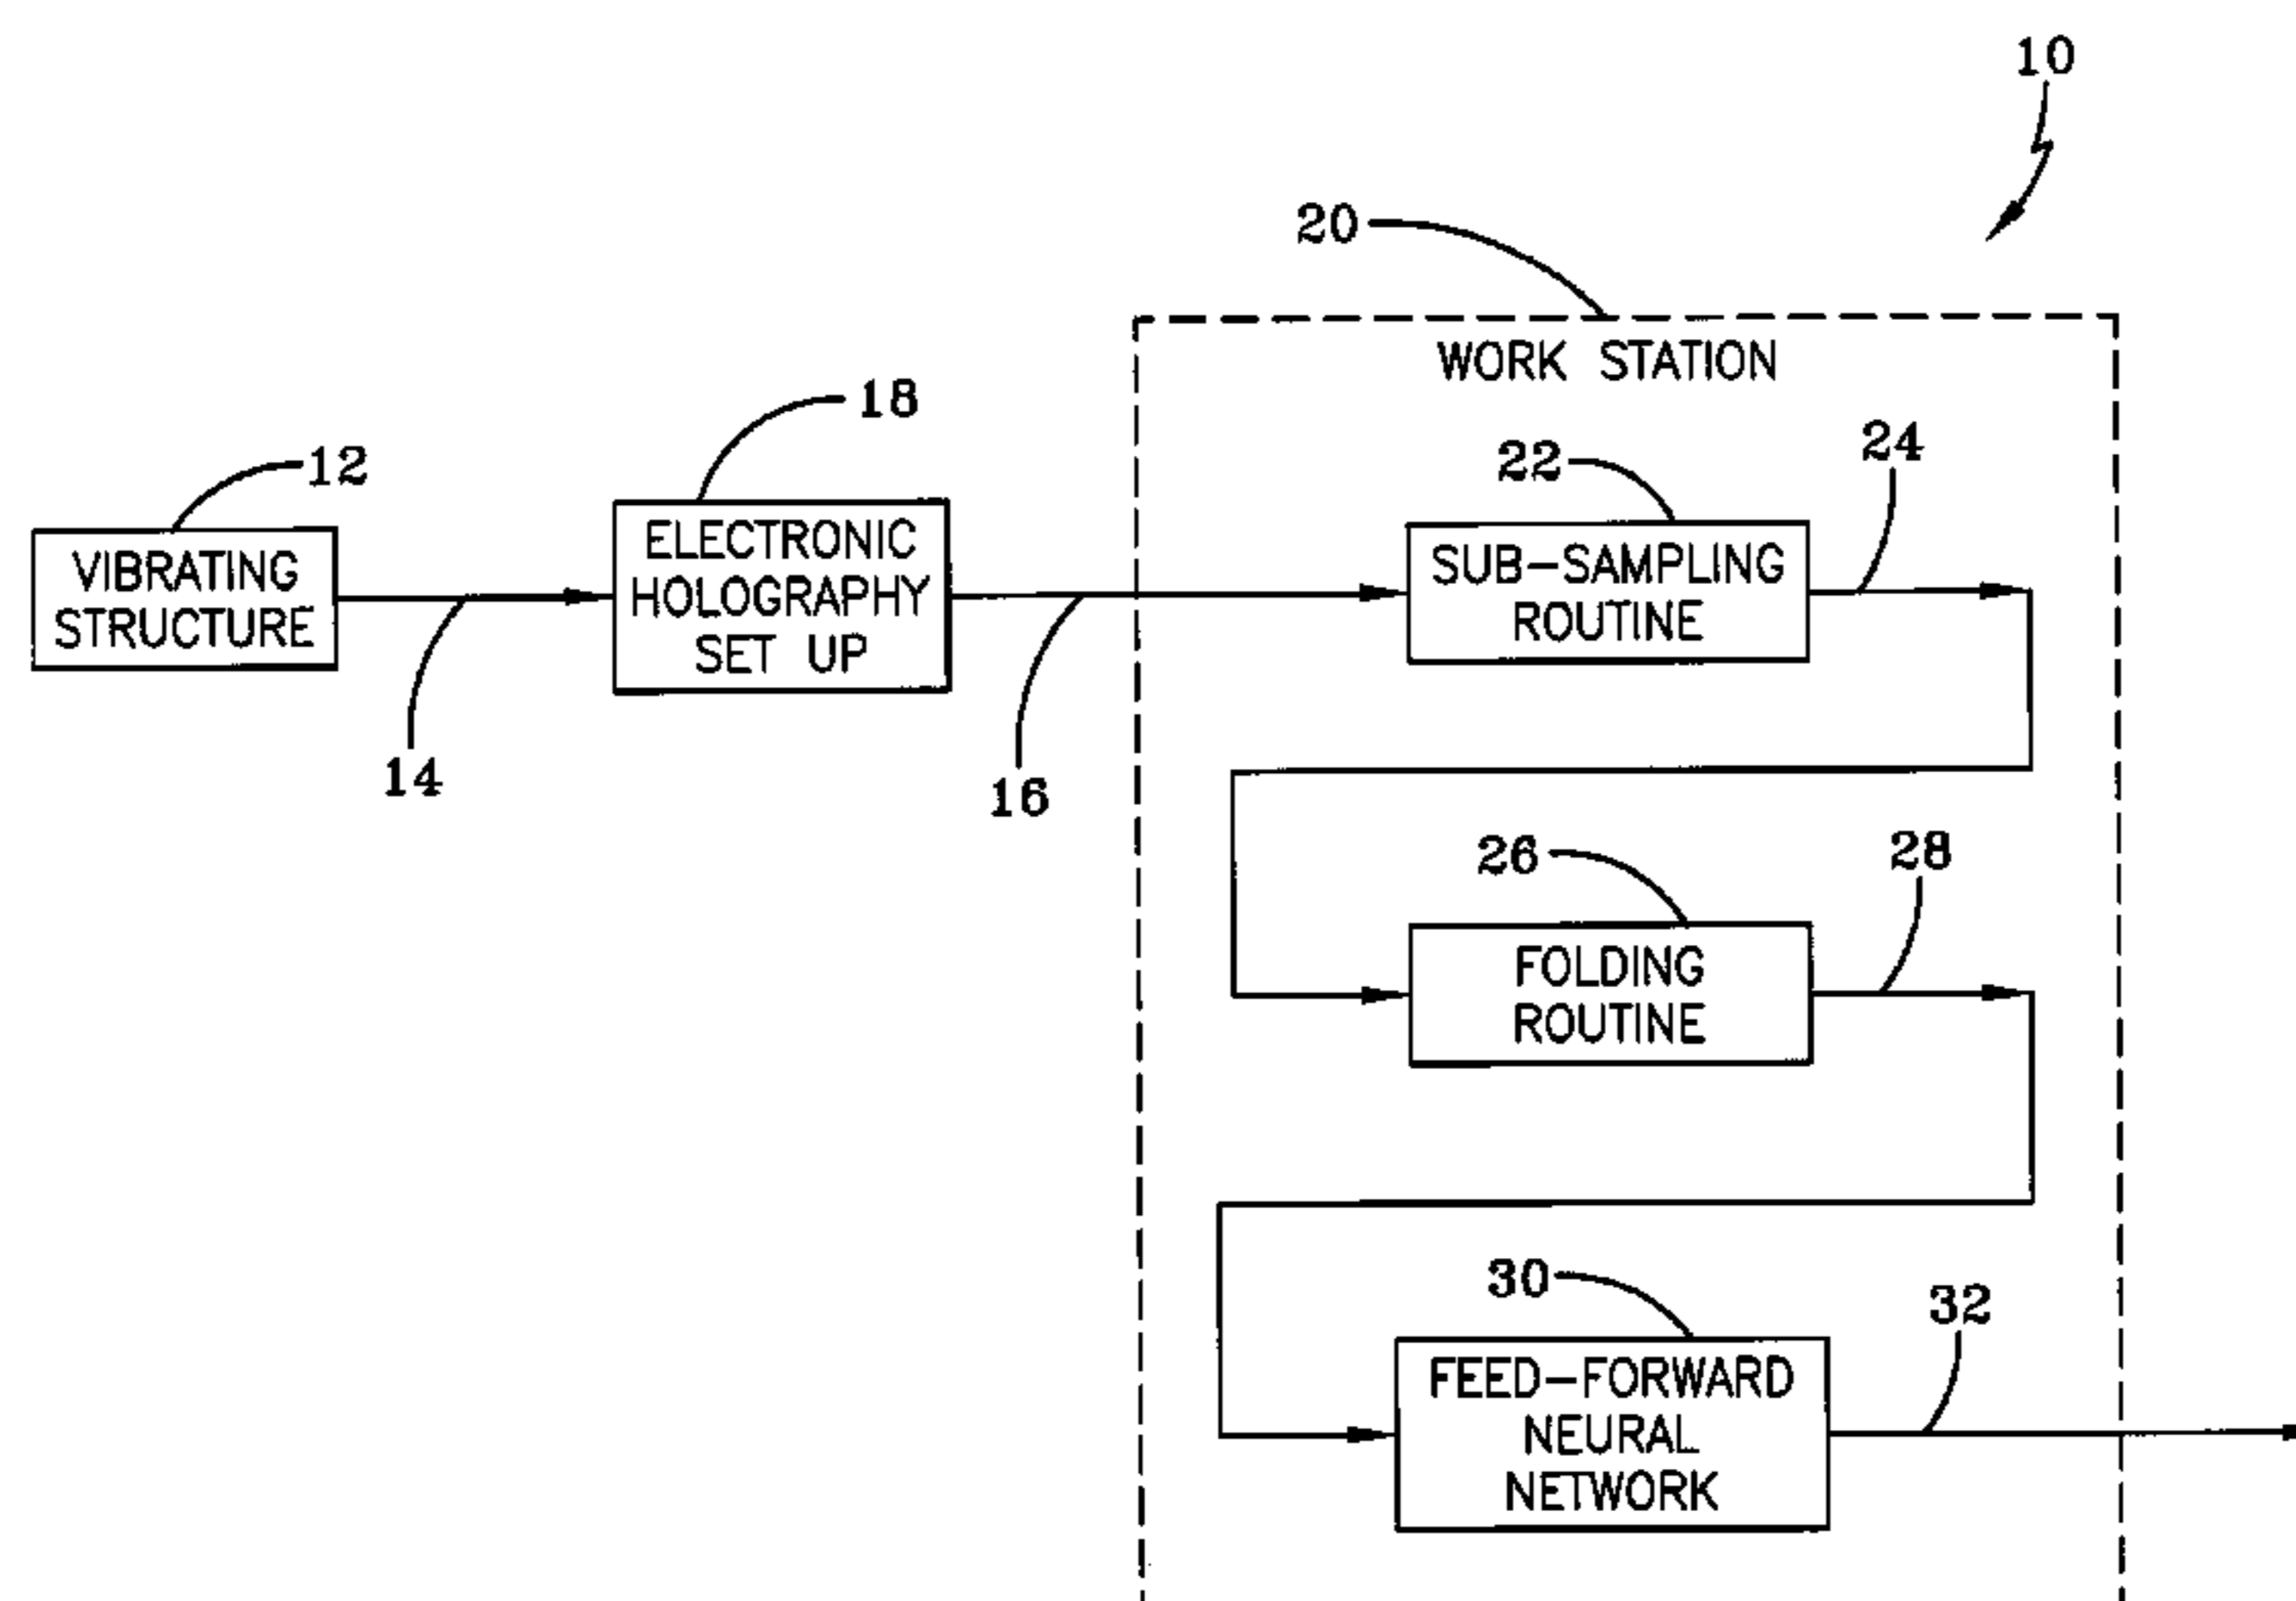 10
20
WORK STATION
18
12
22
24
VIBRATING
STRUCTURE
ELECTRONIC
HOLOGRAPHY
SET UP
SUB-SAMPLING
ROUTINE
14
16
26
28
FOLDING
ROUTINE
30
32
FEED-FORWARD
NEURAL
NETWORK